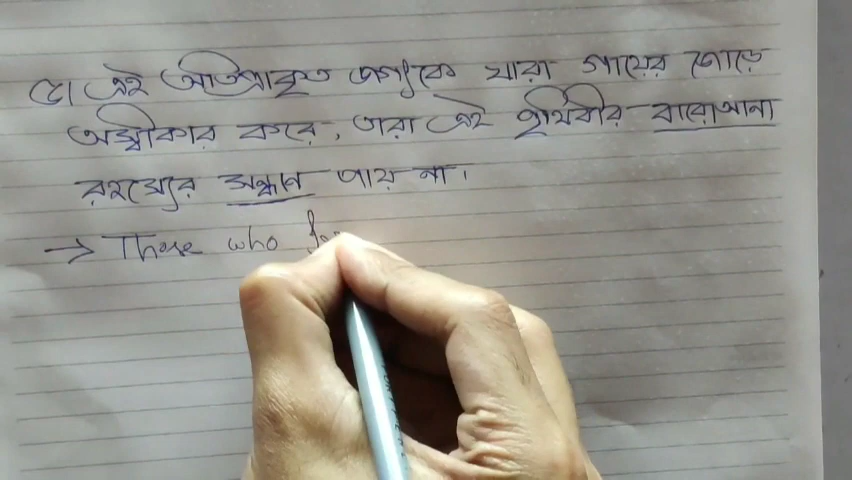 ৫। এই অতিপ্রাকৃত জগৎকে যারা গায়ের জোড়ে
অস্বীকার করে, তারা এই পৃথিবীর বারোআনা
রহস্যের সন্ধান পায় না।
→ Those who